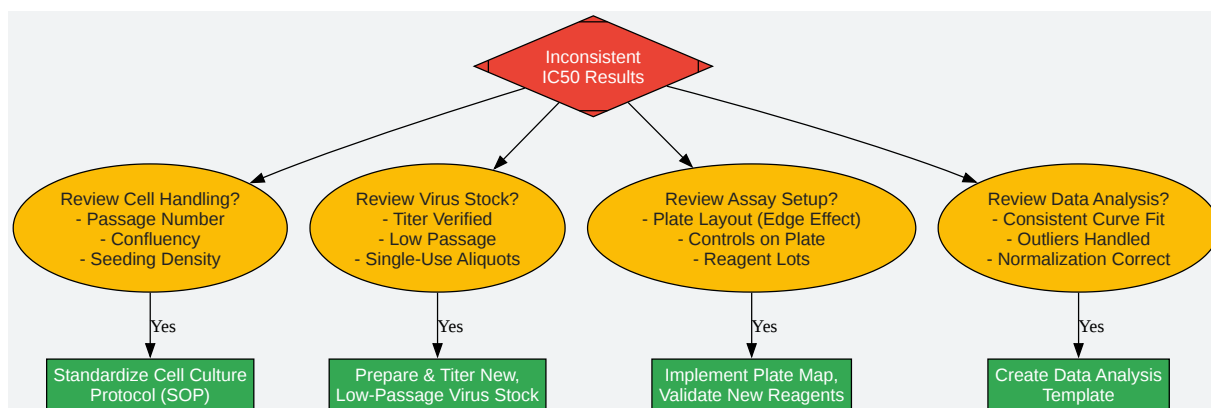 Inconsistent
IC50 Results
Review Cell Handling?
- Passage Number
- Confluency
- Seeding Density
Review Virus Stock?
- Titer Verified
- Low Passage
- Single-Use Aliquots
Review Assay Setup?
- Plate Layout (Edge Effect)
- Controls on Plate
- Reagent Lots
Review Data Analysis?
- Consistent Curve Fit
- Outliers Handled
- Normalization Correct
Yes
Yes
Yes
Yes
Standardize Cell Culture
Protocol (SOP)
Prepare & Titer New,
Low-Passage Virus Stock
Implement Plate Map,
Validate New Reagents
Create Data Analysis
Template